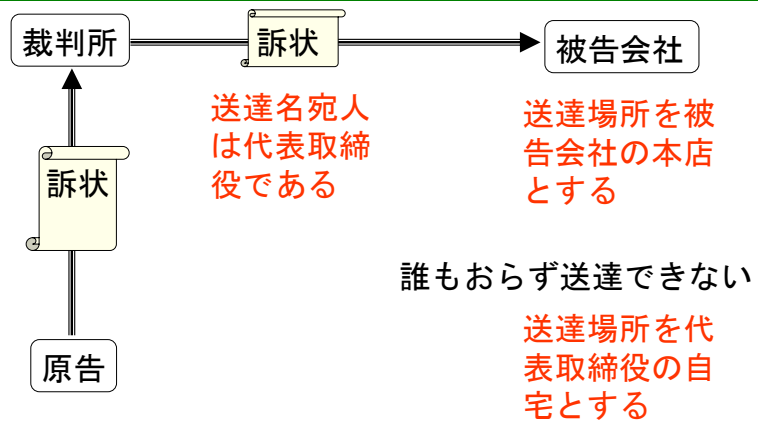 裁判所
訴状
被告会社
送達名宛人
は代表取締
役である
送達場所を被
告会社の本店
とする
訴状
誰もおらず送達できない
送達場所を代
表取締役の自
宅とする
原告